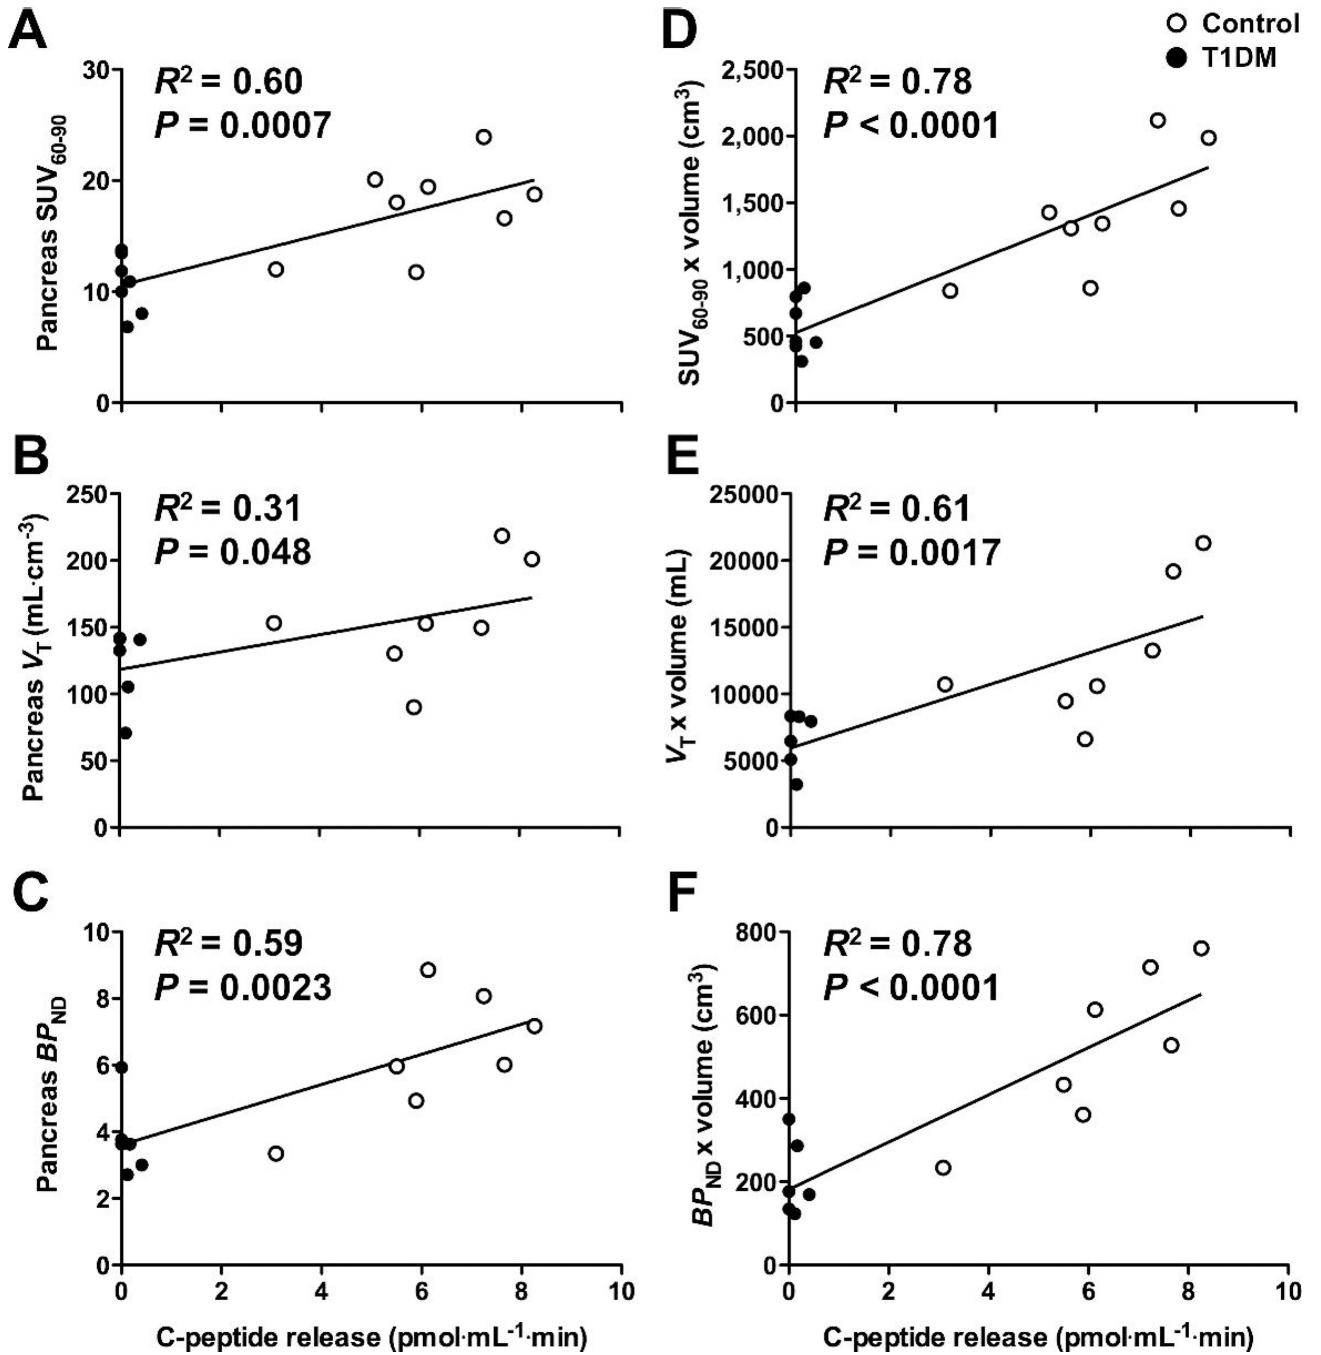 A
R² = 0.60
P = 0.0007
Pancreas SUV60-90
30
20
10
0
D
Control
T1DM
R² = 0.78
P < 0.0001
SUV60-90 x volume (cm³)
2,500
2,000
1,500
1,000
500
0
B
R² = 0.31
P = 0.048
Pancreas VT (mL·cm-3)
250
200
150
100
50
0
E
R² = 0.61
P = 0.0017
VT x volume (mL)
25000
20000
15000
10000
5000
0
C
R² = 0.59
P = 0.0023
Pancreas BPND
10
8
6
4
2
0
0 2 4 6 8 10
C-peptide release (pmol·mL-1·min)
F
R² = 0.78
P < 0.0001
BPND x volume (cm³)
800
600
400
200
0
0 2 4 6 8 10
C-peptide release (pmol·mL-1·min)